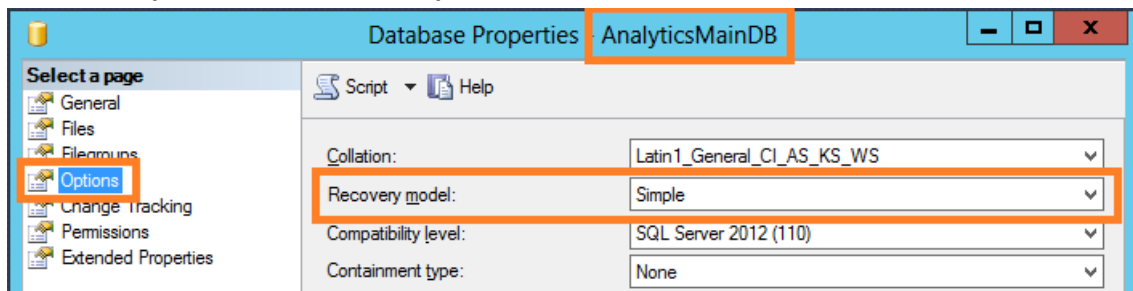 Database Properties - AnalyticsMainDB
Select a page
General
Files
Filegroups
Options
Change Tracking
Permissions
Extended Properties
Script Help
Collation: Latin1_General_CI_AS_KS_WS
Recovery model: Simple
Compatibility level: SQL Server 2012 (110)
Containment type: None